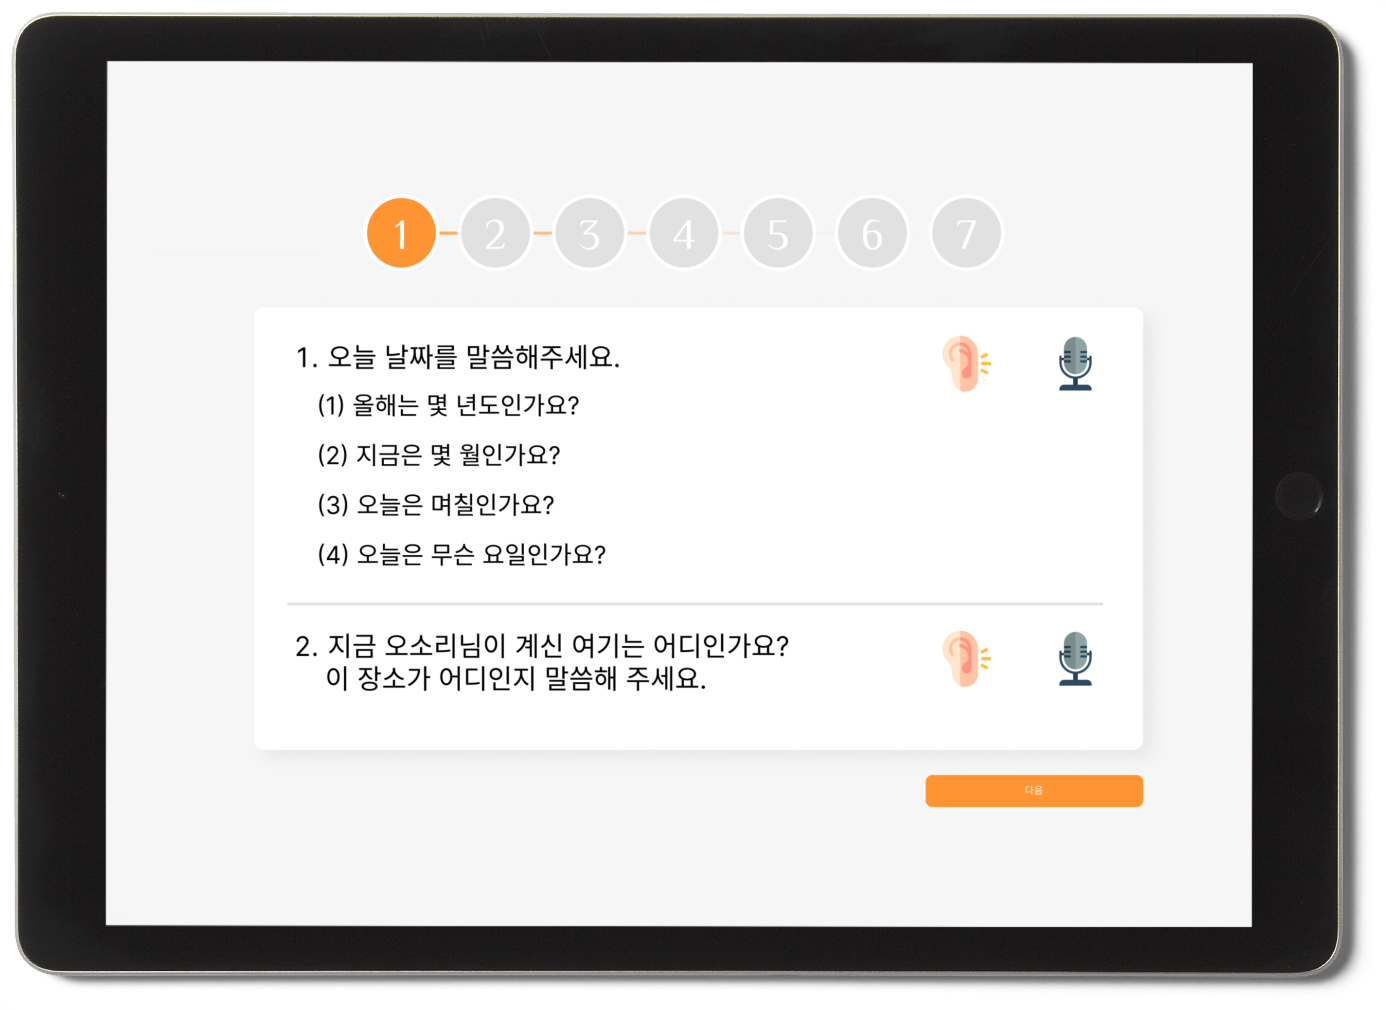 1 2 3 4 5 6 7
1. 오늘 날짜를 말씀해주세요.
(1) 올해는 몇 년도인가요?
(2) 지금은 몇 월인가요?
(3) 오늘은 며칠인가요?
(4) 오늘은 무슨 요일인가요?
2. 지금 오소리님이 계신 여기는 어디인가요?
이 장소가 어디인지 말씀해 주세요.
다음